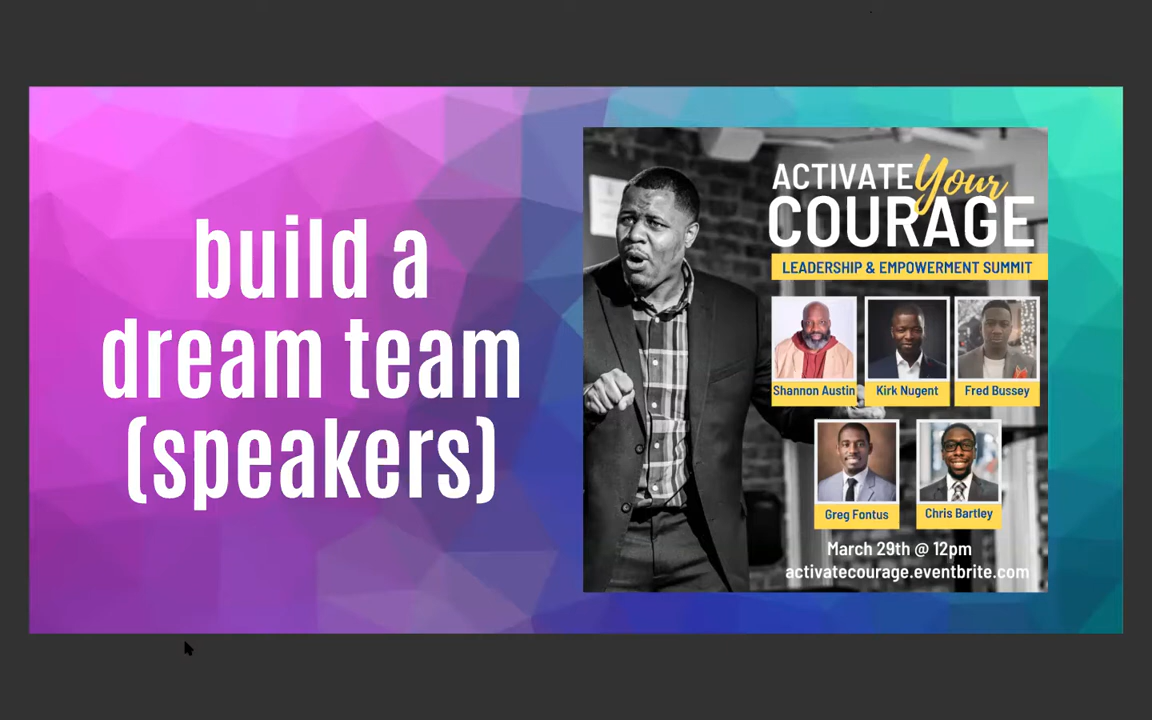 build a
dream team
(speakers)
ACTIVATE Your
COURAGE
LEADERSHIP & EMPOWERMENT SUMMIT
Shannon Austin
Kirk Nugent
Fred Bussey
Greg Fontus
Chris Bartley
March 29th @ 12pm
activatecourage.eventbrite.com